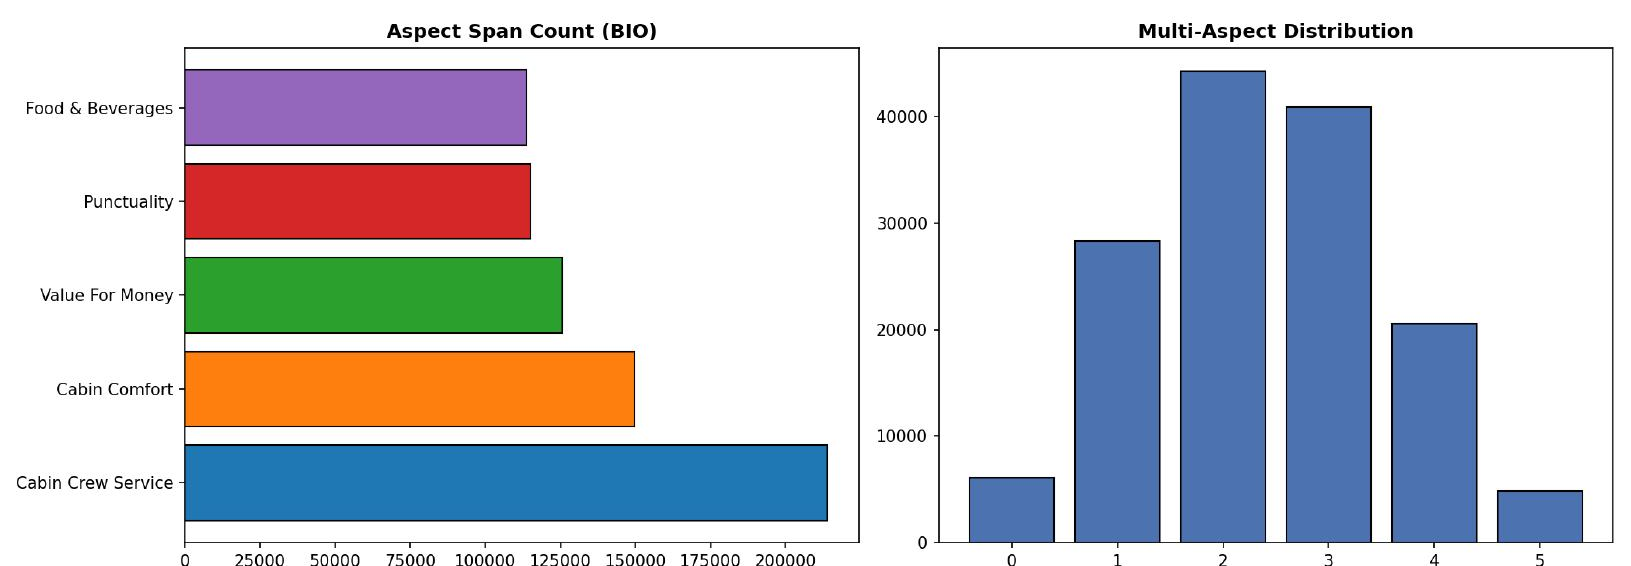 Aspect Span Count (BIO)
Food & Beverages
Punctuality
Value For Money
Cabin Comfort
Cabin Crew Service
0 25000 50000 75000 100000 125000 150000 175000 200000
Multi-Aspect Distribution
40000
30000
20000
10000
0
0 1 2 3 4 5